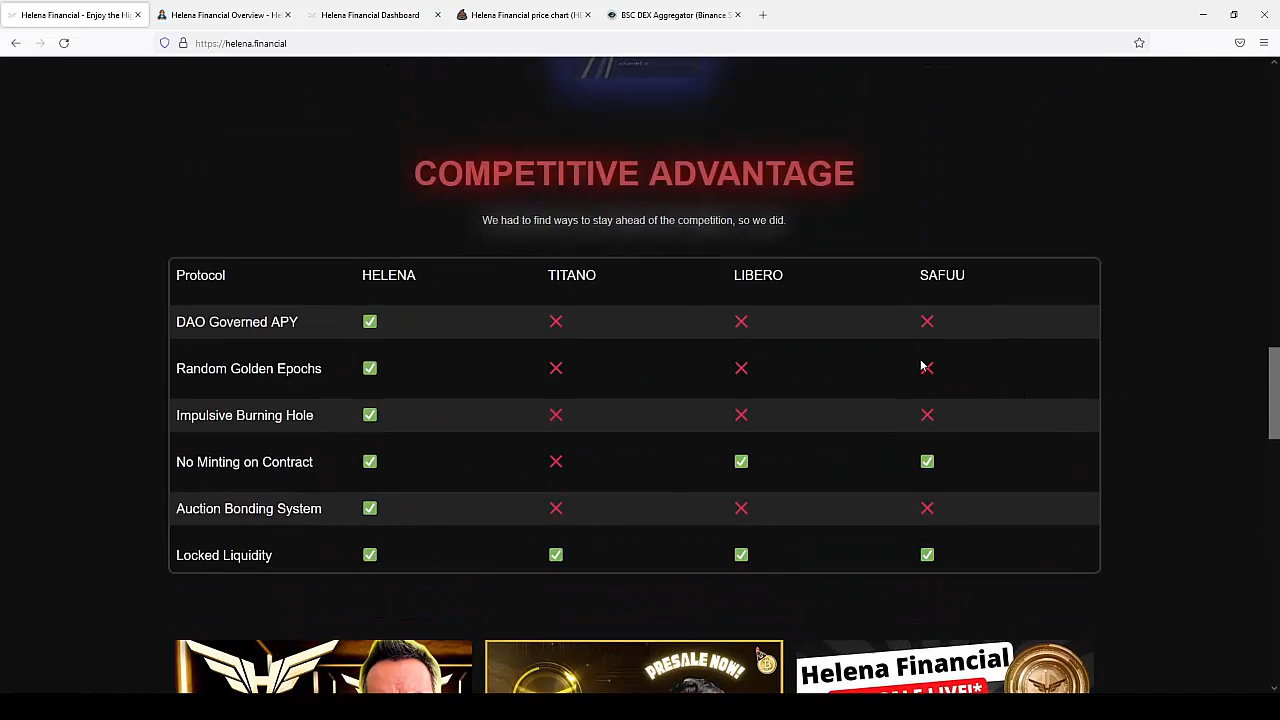 Helena Financial - Enjoy the Hi
Helena Financial Overview - He
Helena Financial Dashboard
Helena Financial price chart (HE
BSC DEX Aggregator (Binance S
https://helena.financial
COMPETITIVE ADVANTAGE
We had to find ways to stay ahead of the competition, so we did.
Protocol HELENA TITANO LIBERO SAFUU
DAO Governed APY ✅ ❌ ❌ ❌
Random Golden Epochs ✅ ❌ ❌ ❌
Impulsive Burning Hole ✅ ❌ ❌ ❌
No Minting on Contract ✅ ❌ ✅ ✅
Auction Bonding System ✅ ❌ ❌ ❌
Locked Liquidity ✅ ✅ ✅ ✅
PRESALE NOW!
Helena Financial
LIVE!*